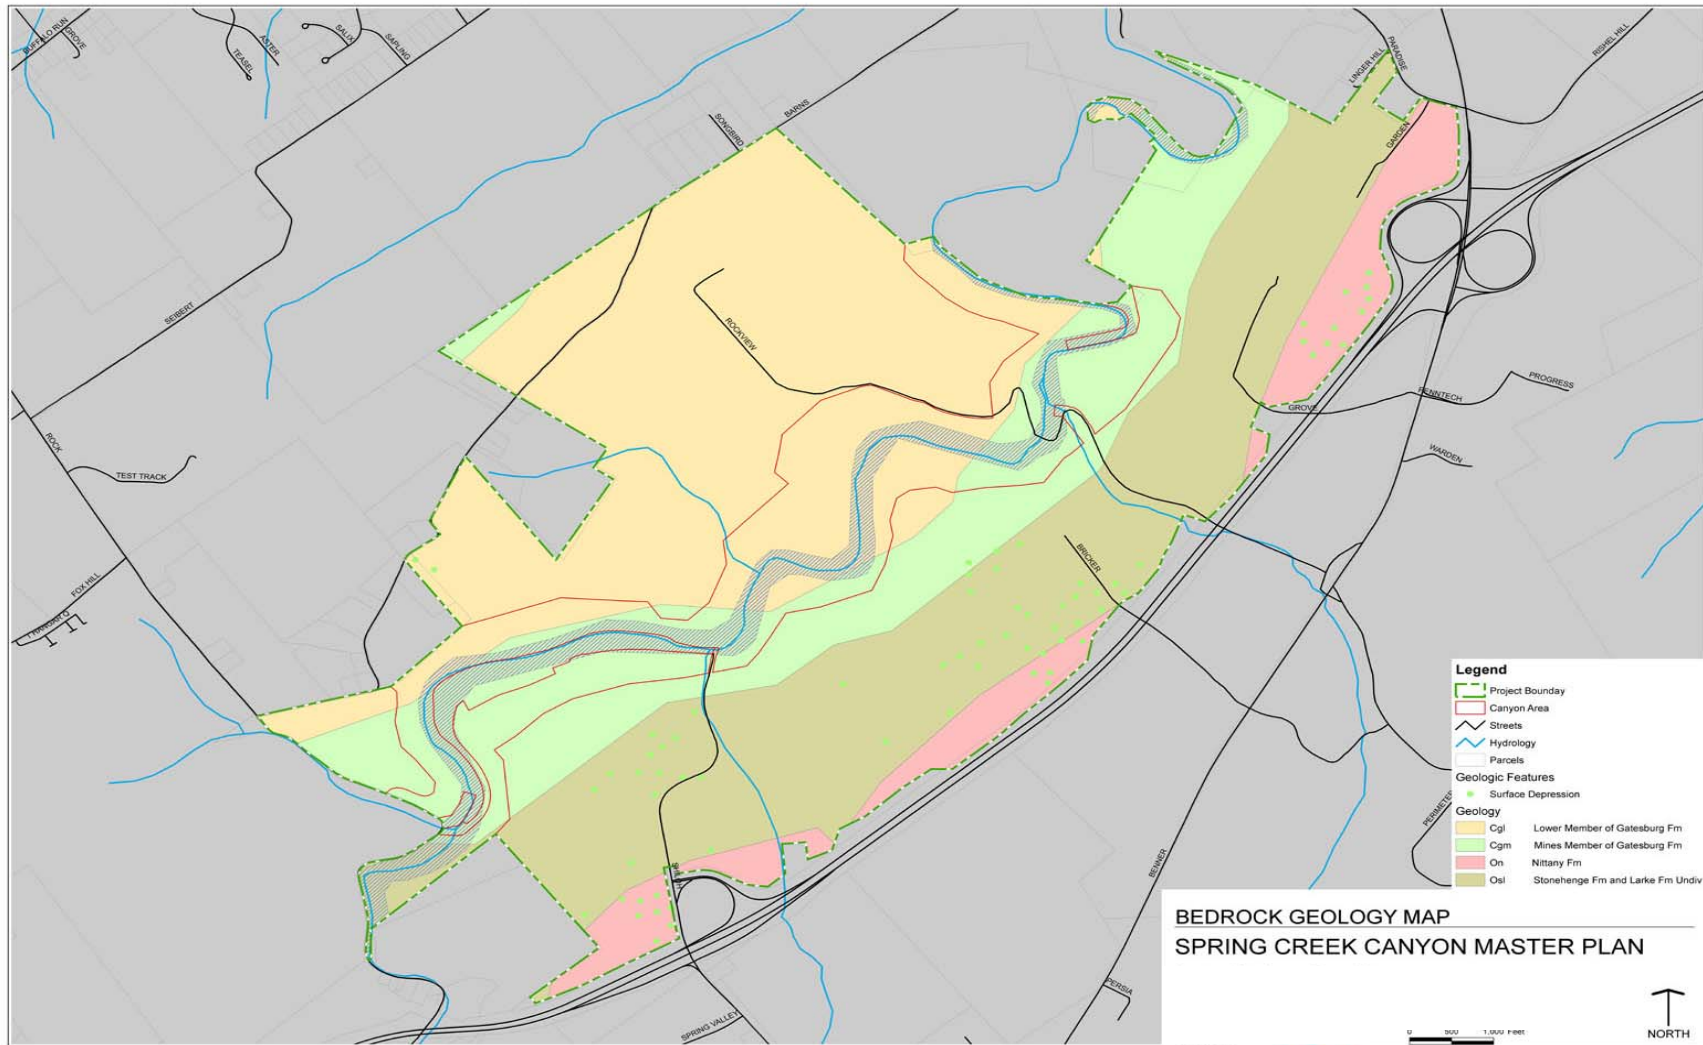 BUFFALO RUN
GROVE
TEASEL
ASTER
SALIX
SAPLING
SONGBIRD
BARNS
LINGER HILL
PARADISE
RISHEL HILL
GARDEN
SEIBERT
ROCKVIEW
ROCK
TEST TRACK
FOX HILL
GROVE
PENNTECH
PROGRESS
WARDEN
BRICKER
SHILOH
BENNER
PERIMETER
PERSIA
SPRING VALLEY
Legend
Project Bounday
Canyon Area
Streets
Hydrology
Parcels
Geologic Features
Surface Depression
Geology
Cgl Lower Member of Gatesburg Fm
Cgm Mines Member of Gatesburg Fm
On Nittany Fm
Osl Stonehenge Fm and Larke Fm Undiv
BEDROCK GEOLOGY MAP
SPRING CREEK CANYON MASTER PLAN
0 500 1,000 Feet
NORTH